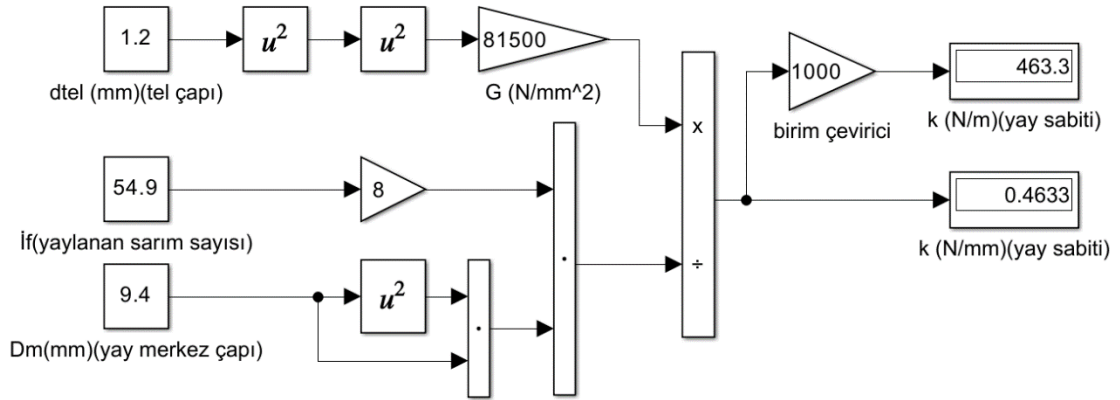 1.2
u²
u²
81500
dtel (mm)(tel çapı)
G (N/mm^2)
1000
463.3
birim çevirici
k (N/m)(yay sabiti)
x
54.9
8
0.4633
İf(yaylanan sarım sayısı)
k (N/mm)(yay sabiti)
÷
9.4
u²
Dm(mm)(yay merkez çapı)